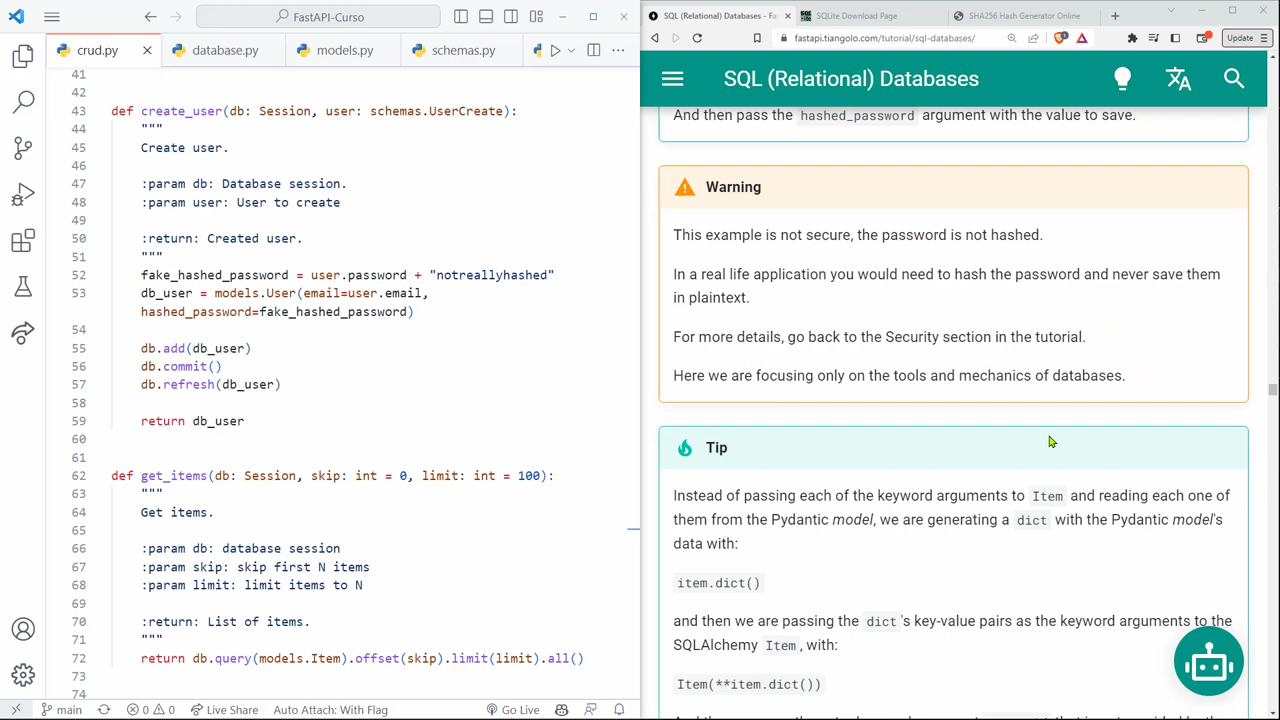 FastAPI-Curso
crud.py
database.py
models.py
schemas.py
41
42
43 def create_user(db: Session, user: schemas.UserCreate):
44 """
45 Create user.
46
47 :param db: Database session.
48 :param user: User to create
49
50 :return: Created user.
51 """
52 fake_hashed_password = user.password + "notreallyhashed"
53 db_user = models.User(email=user.email,
hashed_password=fake_hashed_password)
54
55 db.add(db_user)
56 db.commit()
57 db.refresh(db_user)
58
59 return db_user
60
61
62 def get_items(db: Session, skip: int = 0, limit: int = 100):
63 """
64 Get items.
65
66 :param db: database session
67 :param skip: skip first N items
68 :param limit: limit items to N
69
70 :return: List of items.
71 """
72 return db.query(models.Item).offset(skip).limit(limit).all()
73
74
main
0
0
Live Share
Auto Attach: With Flag
Go Live
SQL (Relational) Databases - Fa
SQLite Download Page
SHA256 Hash Generator Online
fastapi.tiangolo.com/tutorial/sql-databases/
Update
SQL (Relational) Databases
And then pass the hashed_password argument with the value to save.
Warning
This example is not secure, the password is not hashed.
In a real life application you would need to hash the password and never save them
in plaintext.
For more details, go back to the Security section in the tutorial.
Here we are focusing only on the tools and mechanics of databases.
Tip
Instead of passing each of the keyword arguments to Item and reading each one of
them from the Pydantic model, we are generating a dict with the Pydantic model's
data with:
item.dict()
and then we are passing the dict's key-value pairs as the keyword arguments to the
SQLAlchemy Item, with:
Item(**item.dict())